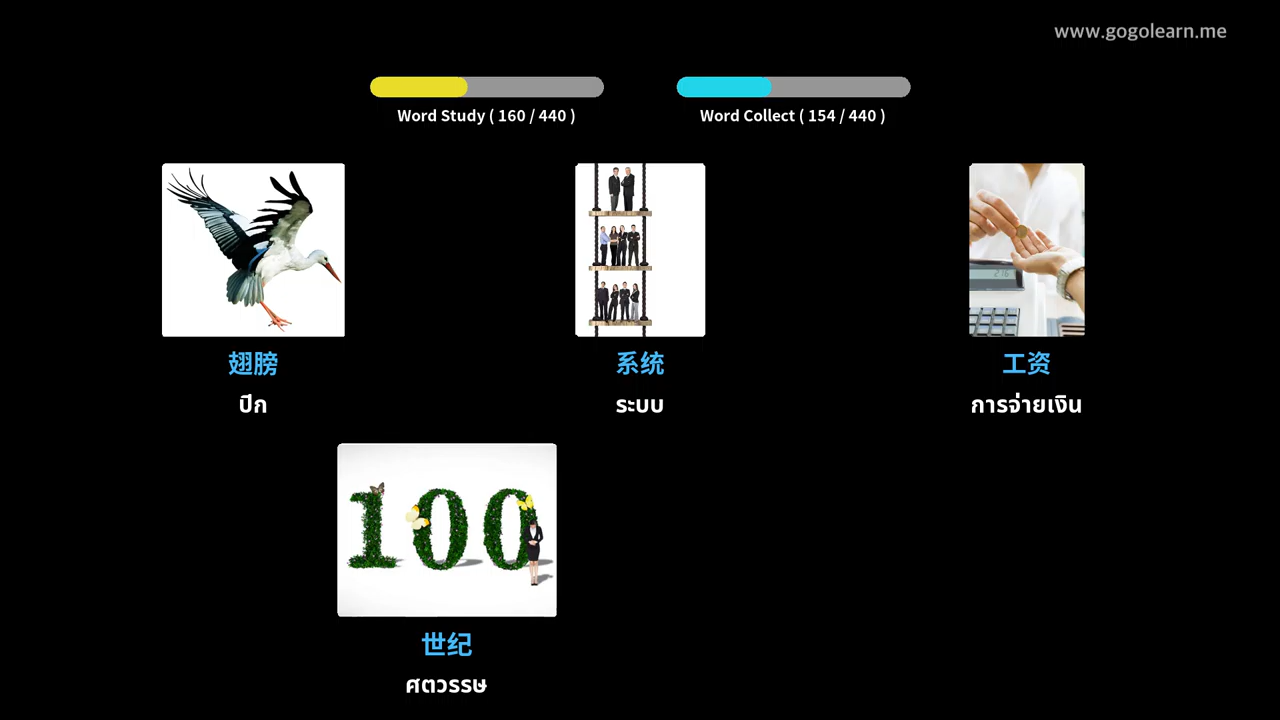 www.gogolearn.me
Word Study ( 160 / 440 )
Word Collect ( 154 / 440 )
翅膀
ปีก
系统
ระบบ
工资
การจ่ายเงิน
世纪
ศตวรรษ